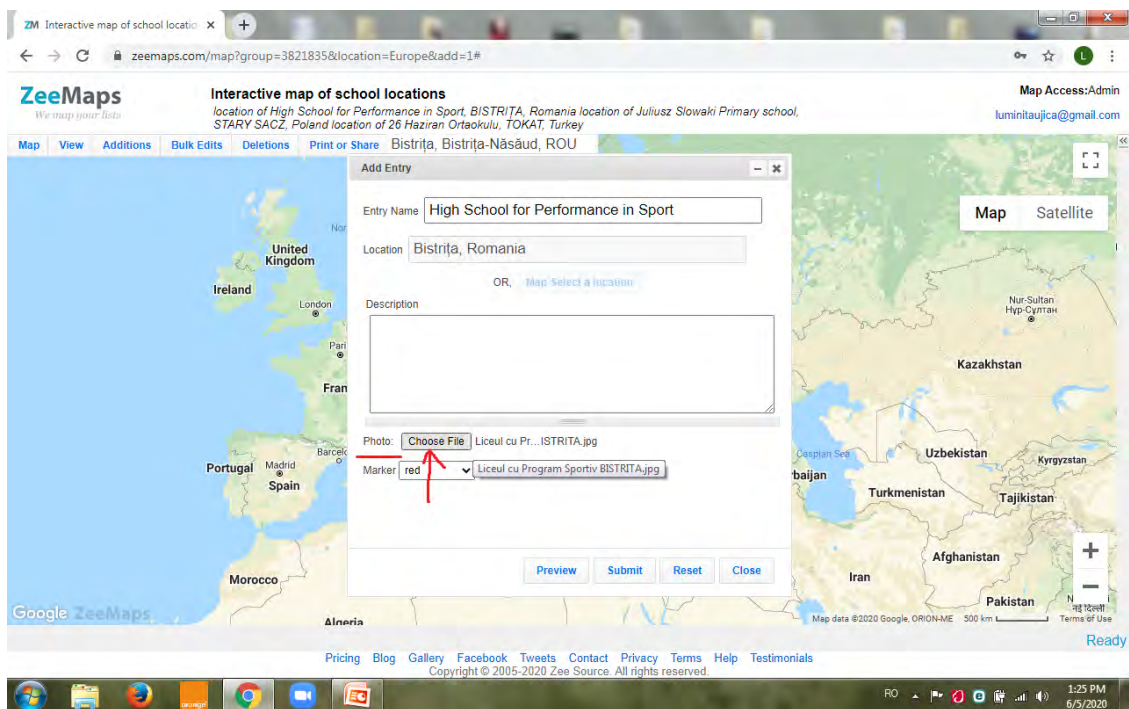 ZM Interactive map of school locatio
zeemaps.com/map?group=3821835&location=Europe&add=1#
L
ZeeMaps
We map your lists
Interactive map of school locations
location of High School for Performance in Sport, BISTRIȚA, Romania location of Juliusz Slowaki Primary school,
STARY SACZ, Poland location of 26 Haziran Ortaokulu, TOKAT, Turkey
Map Access:Admin
luminitaujica@gmail.com
Map View Additions Bulk Edits Deletions Print or Share Bistrița, Bistrița-Năsăud, ROU
Add Entry
Entry Name High School for Performance in Sport
Location Bistrița, Romania
OR, Map Select a location
Description
Photo: Choose File Liceul cu Pr...ISTRITA.jpg
Marker red Liceul cu Program Sportiv BISTRITA.jpg
Preview Submit Reset Close
Map Satellite
Nor
United
Kingdom
Ireland
London
Pari
Fran
Barcelo
Portugal
Madrid
Spain
Morocco
Algeria
Nur-Sultan
Нұр-Сұлтан
Kazakhstan
Caspian Sea
Uzbekistan
Kyrgyzstan
baijan
Turkmenistan
Tajikistan
Afghanistan
Iran
Pakistan
N
नई दिल्ली
Google ZeeMaps
Map data ©2020 Google, ORION-ME 500 km Terms of Use
Ready
Pricing Blog Gallery Facebook Tweets Contact Privacy Terms Help Testimonials
Copyright © 2005-2020 Zee Source. All rights reserved.
orange
RO
1:25 PM
6/5/2020